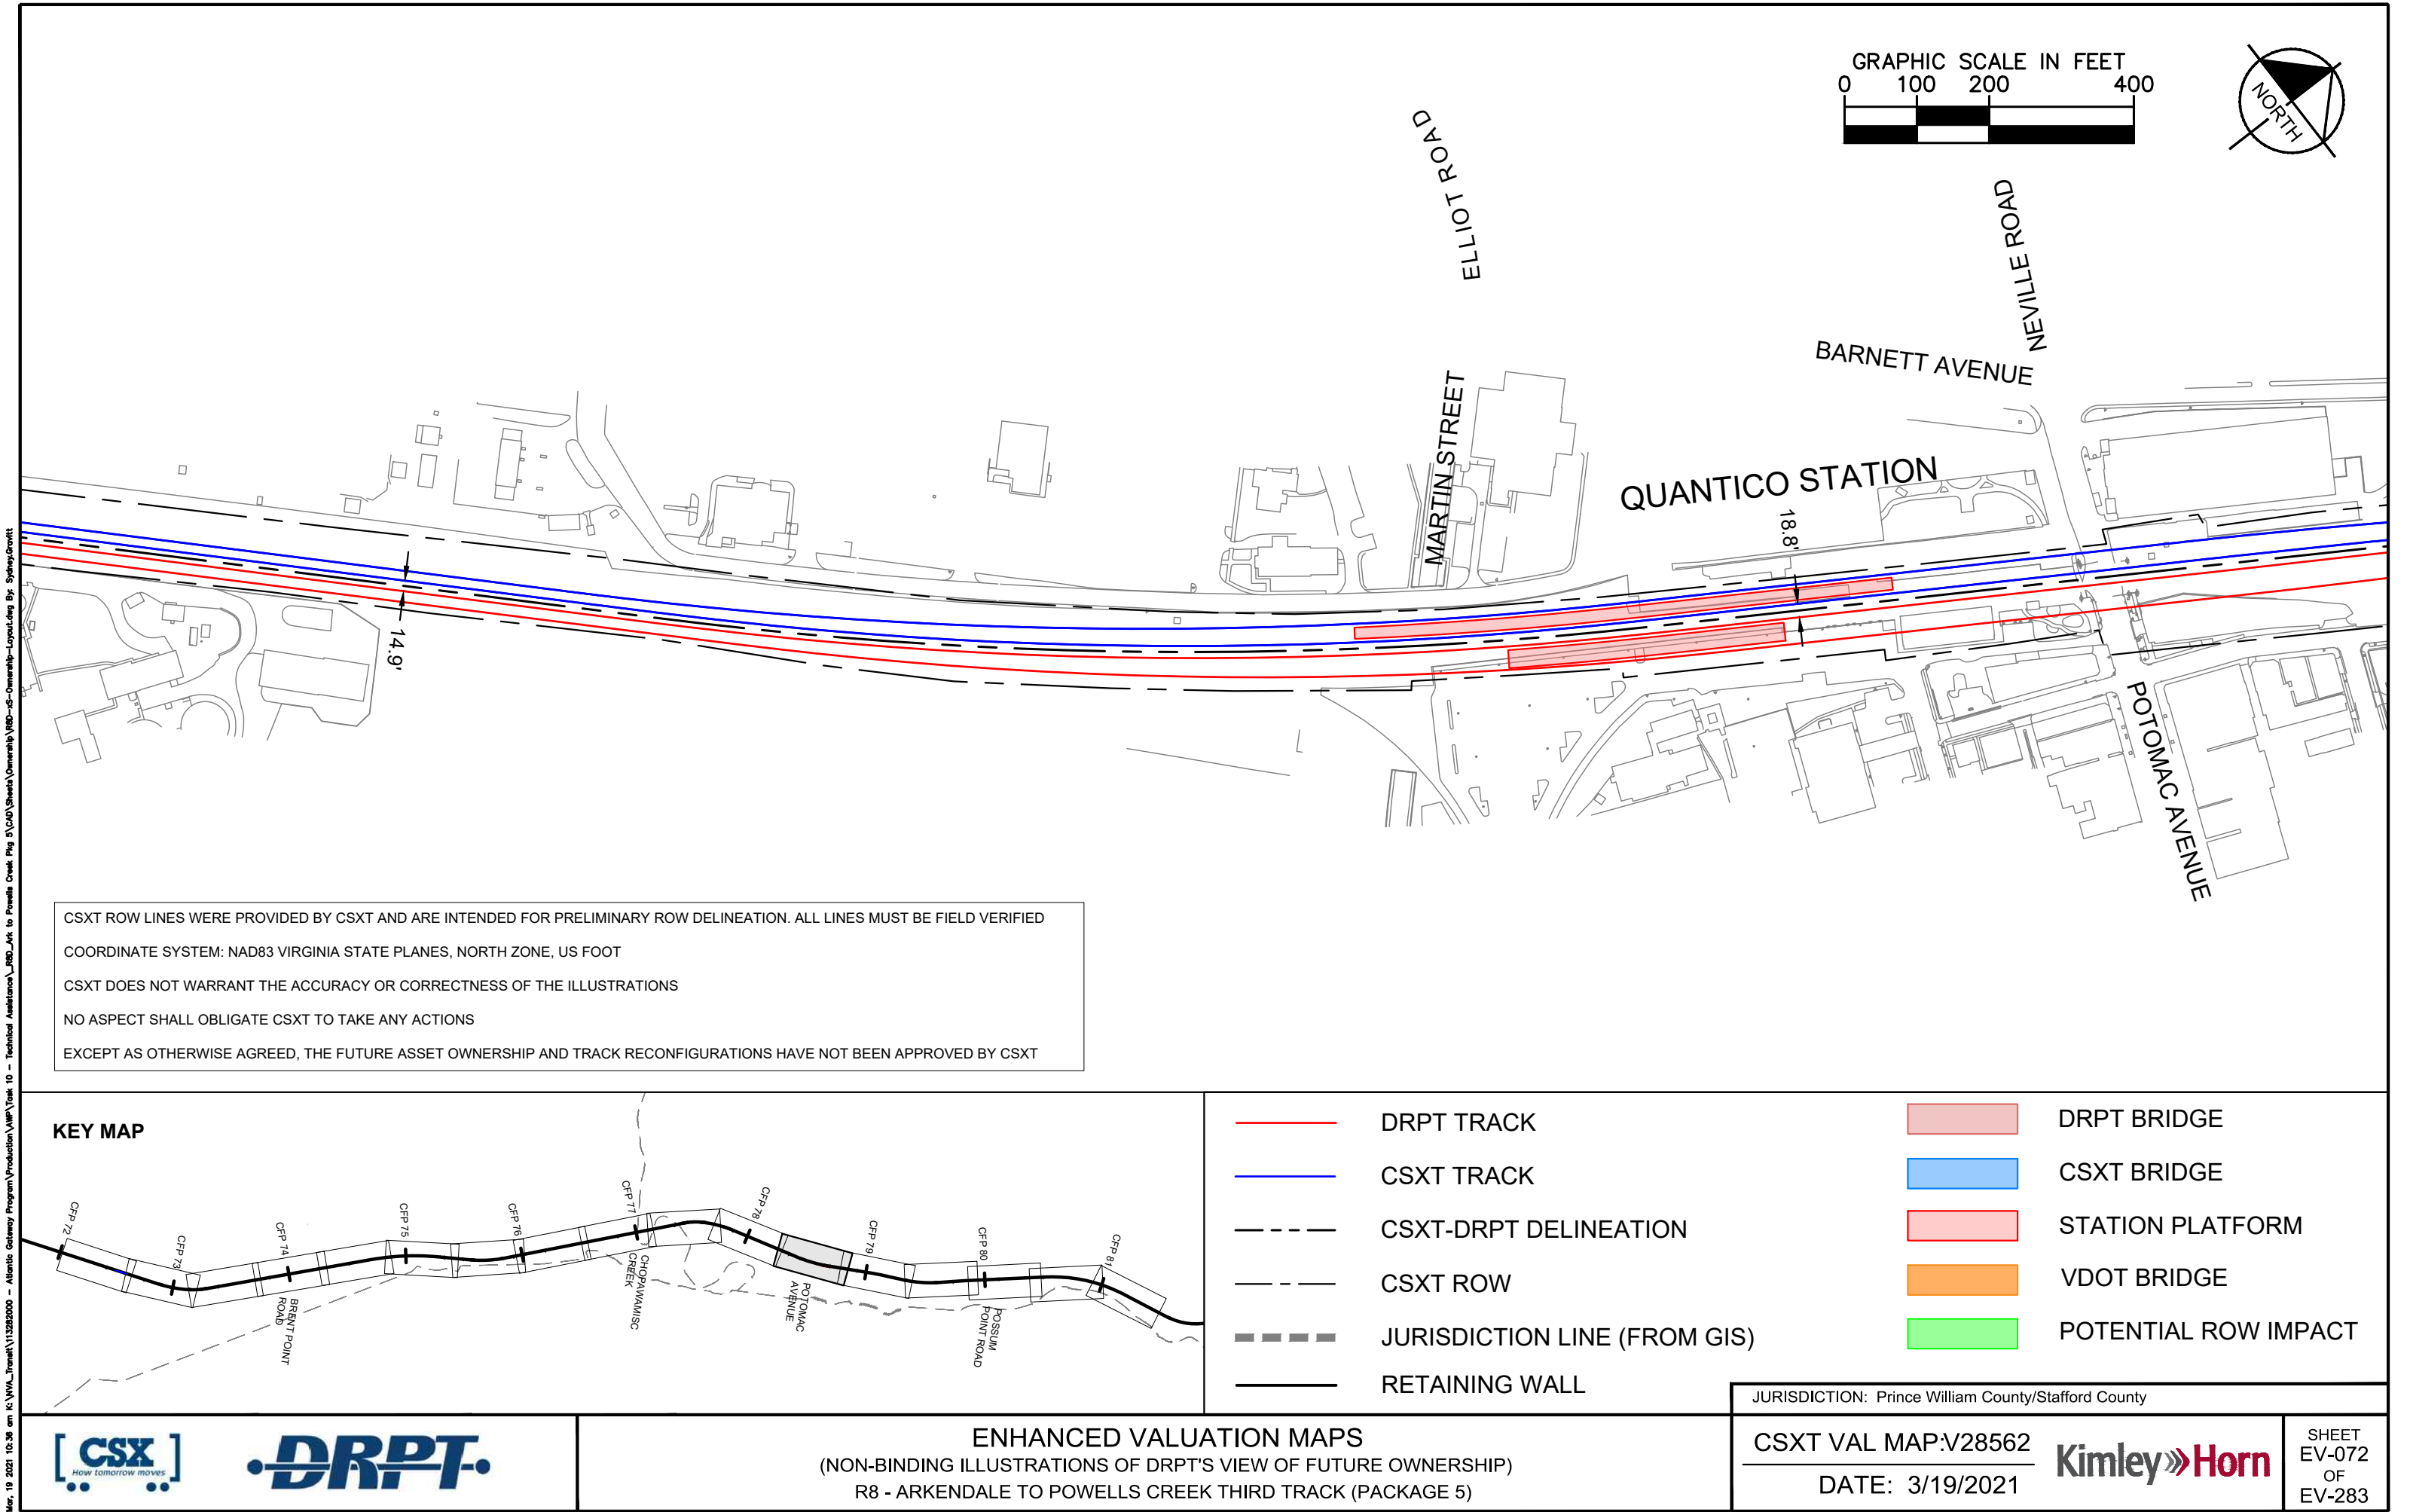 GRAPHIC SCALE IN FEET
0 100 200 400
NORTH
ELLIOT ROAD
NEVILLE ROAD
BARNETT AVENUE
MARTIN STREET
QUANTICO STATION
18.8'
14.9'
POTOMAC AVENUE
CSXT ROW LINES WERE PROVIDED BY CSXT AND ARE INTENDED FOR PRELIMINARY ROW DELINEATION. ALL LINES MUST BE FIELD VERIFIED
COORDINATE SYSTEM: NAD83 VIRGINIA STATE PLANES, NORTH ZONE, US FOOT
CSXT DOES NOT WARRANT THE ACCURACY OR CORRECTNESS OF THE ILLUSTRATIONS
NO ASPECT SHALL OBLIGATE CSXT TO TAKE ANY ACTIONS
EXCEPT AS OTHERWISE AGREED, THE FUTURE ASSET OWNERSHIP AND TRACK RECONFIGURATIONS HAVE NOT BEEN APPROVED BY CSXT
KEY MAP
CFP 72
CFP 73
CFP 74
CFP 75
CFP 76
CFP 77
CFP 78
CFP 79
CFP 80
CFP 81
BRENT POINT
ROAD
CHOPAWAMISC
CREEK
POTOMAC
AVENUE
POSSUM
POINT ROAD
DRPT TRACK
CSXT TRACK
CSXT-DRPT DELINEATION
CSXT ROW
JURISDICTION LINE (FROM GIS)
RETAINING WALL
DRPT BRIDGE
CSXT BRIDGE
STATION PLATFORM
VDOT BRIDGE
POTENTIAL ROW IMPACT
JURISDICTION: Prince William County/Stafford County
CSX
How tomorrow moves
DRPT
ENHANCED VALUATION MAPS
(NON-BINDING ILLUSTRATIONS OF DRPT'S VIEW OF FUTURE OWNERSHIP)
R8 - ARKENDALE TO POWELLS CREEK THIRD TRACK (PACKAGE 5)
CSXT VAL MAP:V28562
DATE: 3/19/2021
Kimley»Horn
SHEET
EV-072
OF
EV-283